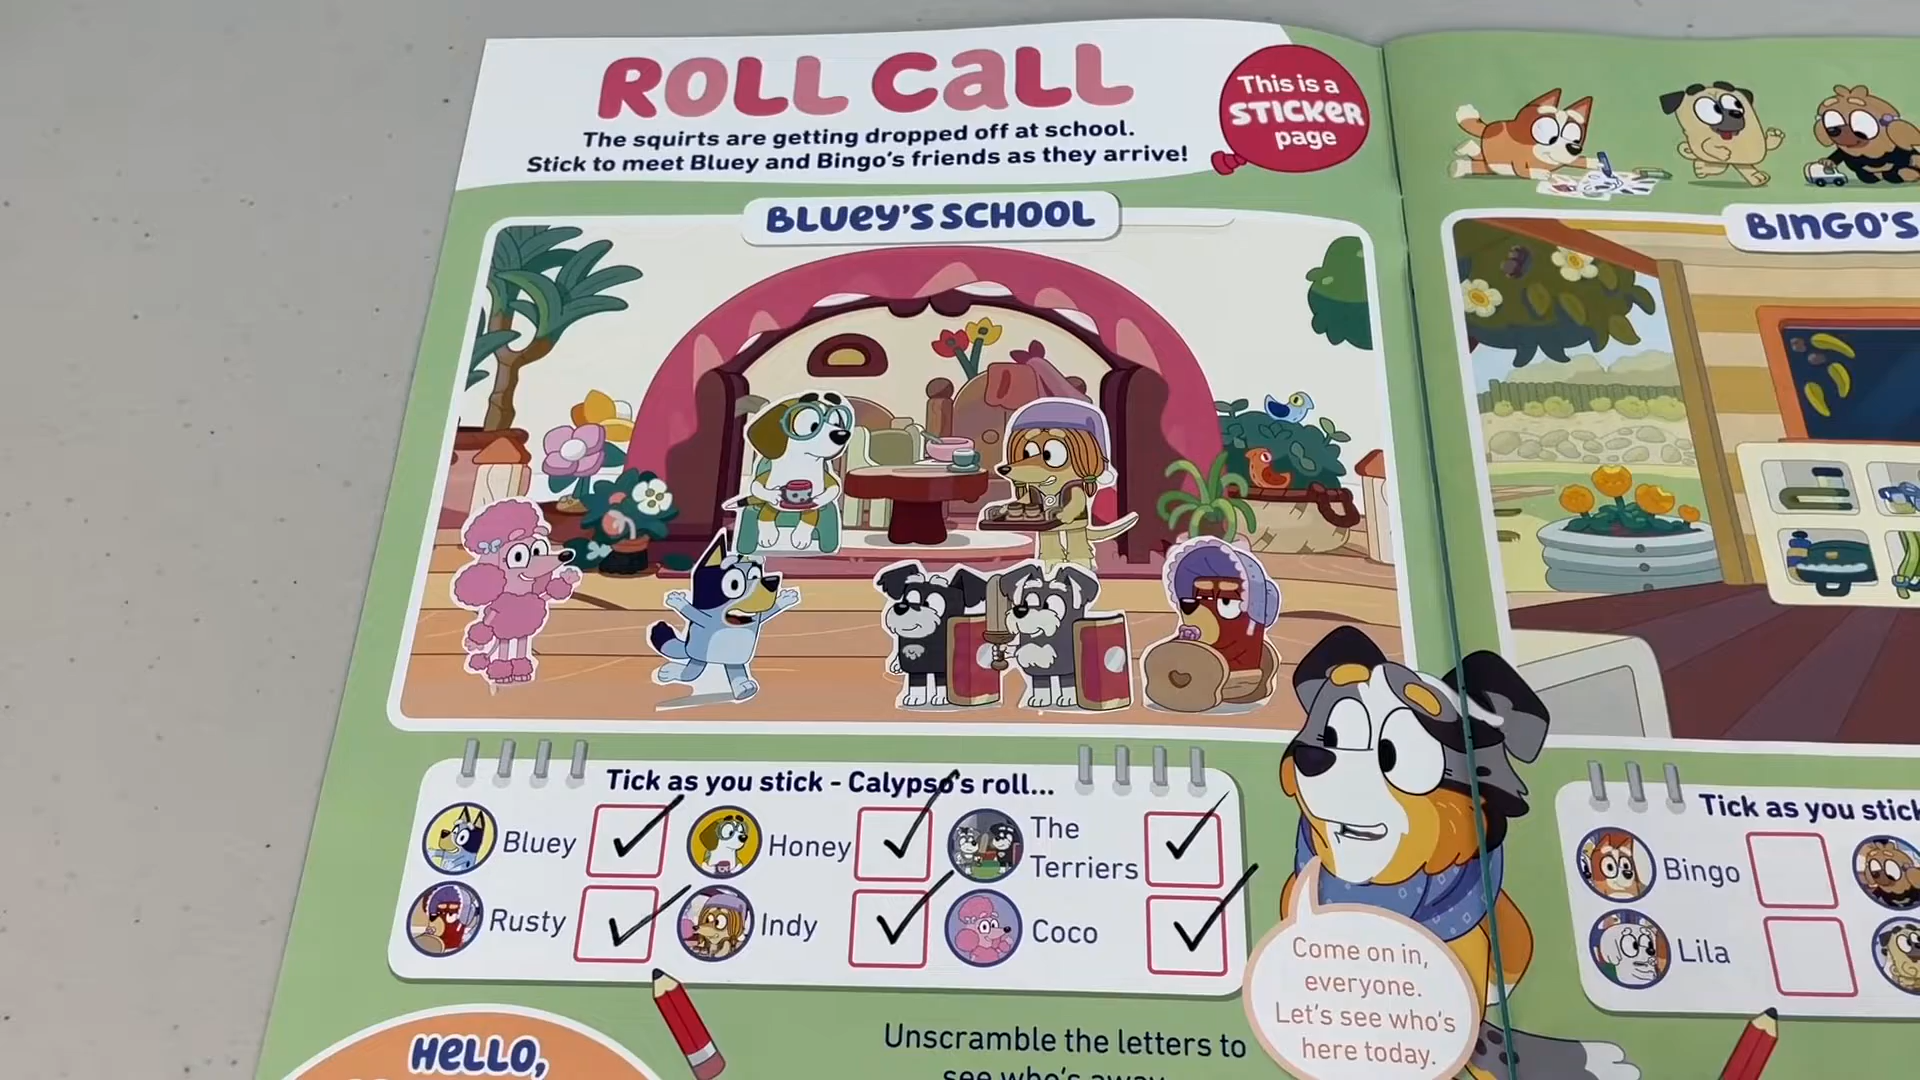 ROLL CALL
The squirts are getting dropped off at school.
Stick to meet Bluey and Bingo's friends as they arrive!
This is a
STICKER
page
BLUEY'S SCHOOL
BINGO'S
Tick as you stick - Calypso's roll...
Bluey
Honey
The
Terriers
Rusty
Indy
Coco
Come on in,
everyone.
Let's see who's
here today.
Tick as you stick
Bingo
Lila
HELLO,
Unscramble the letters to
see who's away